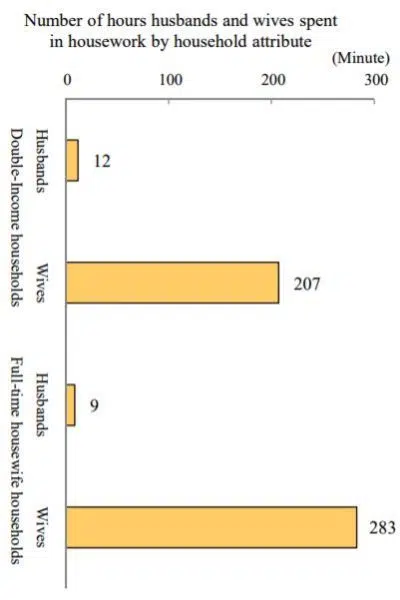 Number of hours husbands and wives spent
in housework by household attribute
(Minute)
0 100 200 300
Husbands
12
Double-Income households
Wives
207
Husbands
9
Full-time housewife households
Wives
283